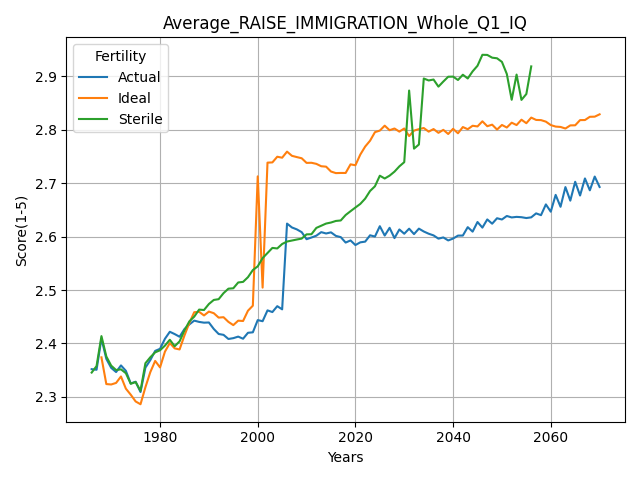 Average_RAISE_IMMIGRATION_Whole_Q1_IQ
Fertility
Actual
Ideal
Sterile
Score(1-5)
2.9
2.8
2.7
2.6
2.5
2.4
2.3
1980
2000
2020
2040
2060
Years